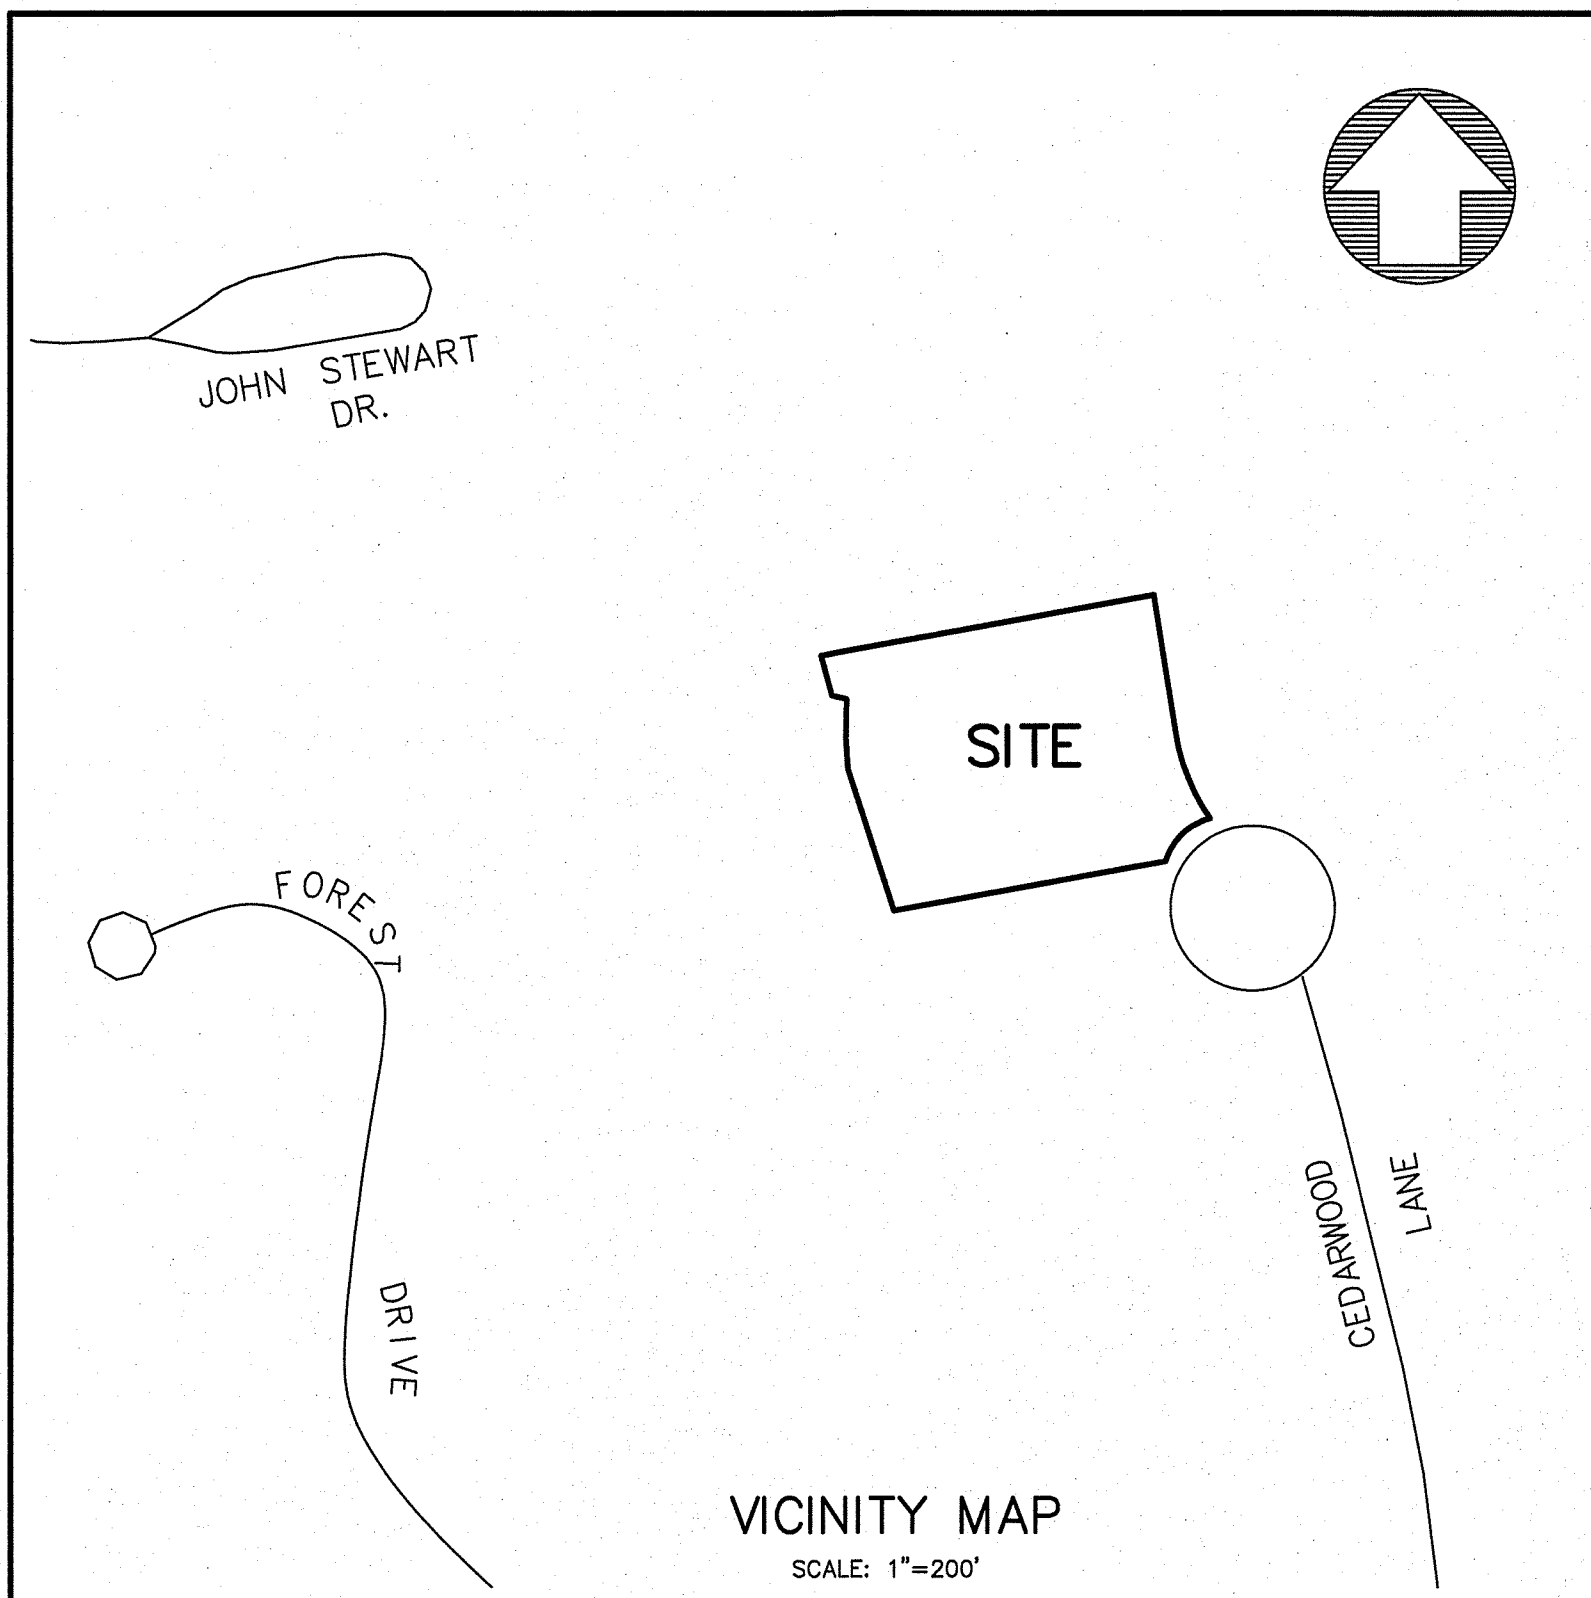 JOHN STEWART
DR.
SITE
FOREST
DRIVE
CEDARWOOD
LANE
VICINITY MAP
SCALE: 1"=200'